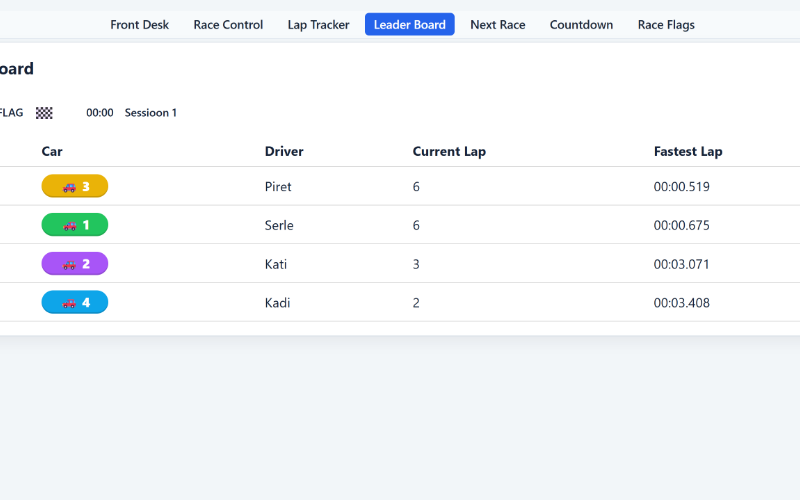 Front Desk Race Control Lap Tracker Leader Board Next Race Countdown Race Flags
oard
FLAG 00:00 Sessioon 1
Car Driver Current Lap Fastest Lap
3 Piret 6 00:00.519
1 Serle 6 00:00.675
2 Kati 3 00:03.071
4 Kadi 2 00:03.408